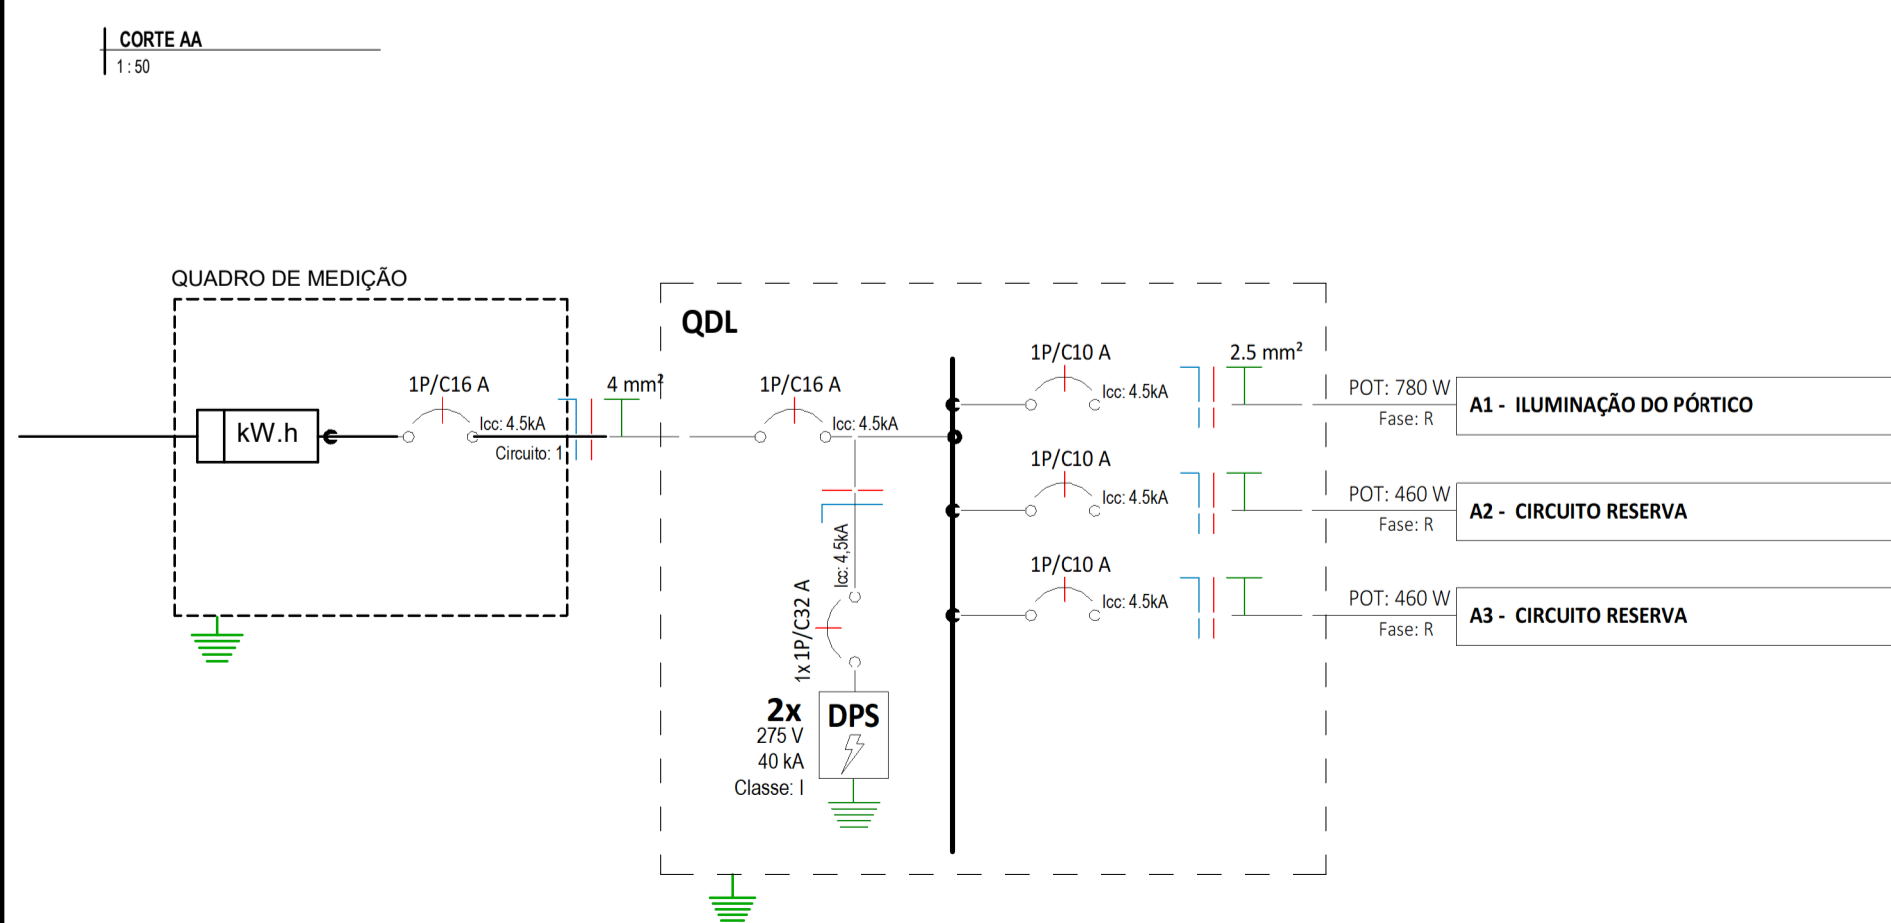 CORTE AA
1 : 50
QUADRO DE MEDIÇÃO
kW.h
1P/C16 A
Icc: 4.5kA
Circuito: 1
4 mm²
QDL
1P/C16 A
Icc: 4.5kA
Icc: 4,5kA
1x 1P/C32 A
2x
275 V
40 kA
Classe: I
DPS
1P/C10 A
Icc: 4.5kA
2.5 mm²
POT: 780 W
Fase: R
A1 - ILUMINAÇÃO DO PÓRTICO
1P/C10 A
Icc: 4.5kA
POT: 460 W
Fase: R
A2 - CIRCUITO RESERVA
1P/C10 A
Icc: 4.5kA
POT: 460 W
Fase: R
A3 - CIRCUITO RESERVA